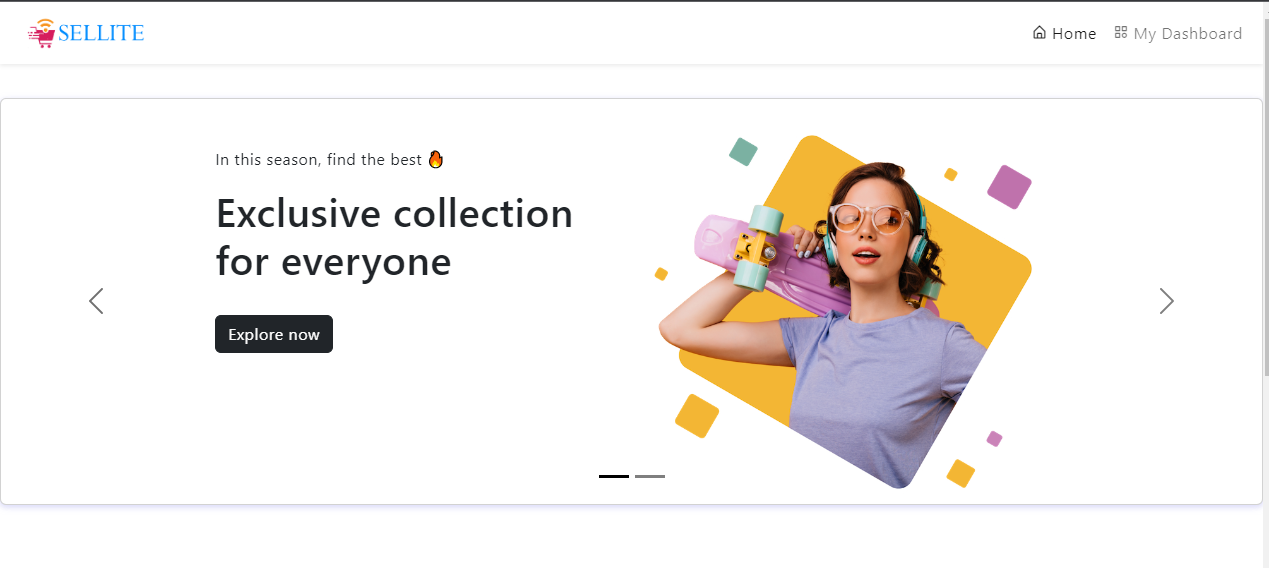 SELLITE
Home
My Dashboard
In this season, find the best 🔥
Exclusive collection
for everyone
Explore now